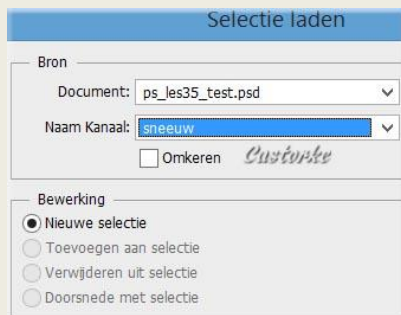 Selectie laden
Bron
Document: ps_les35_test.psd
Naam Kanaal: sneeuw
Omkeren Custorke
Bewerking
Nieuwe selectie
Toevoegen aan selectie
Verwijderen uit selectie
Doorsnede met selectie